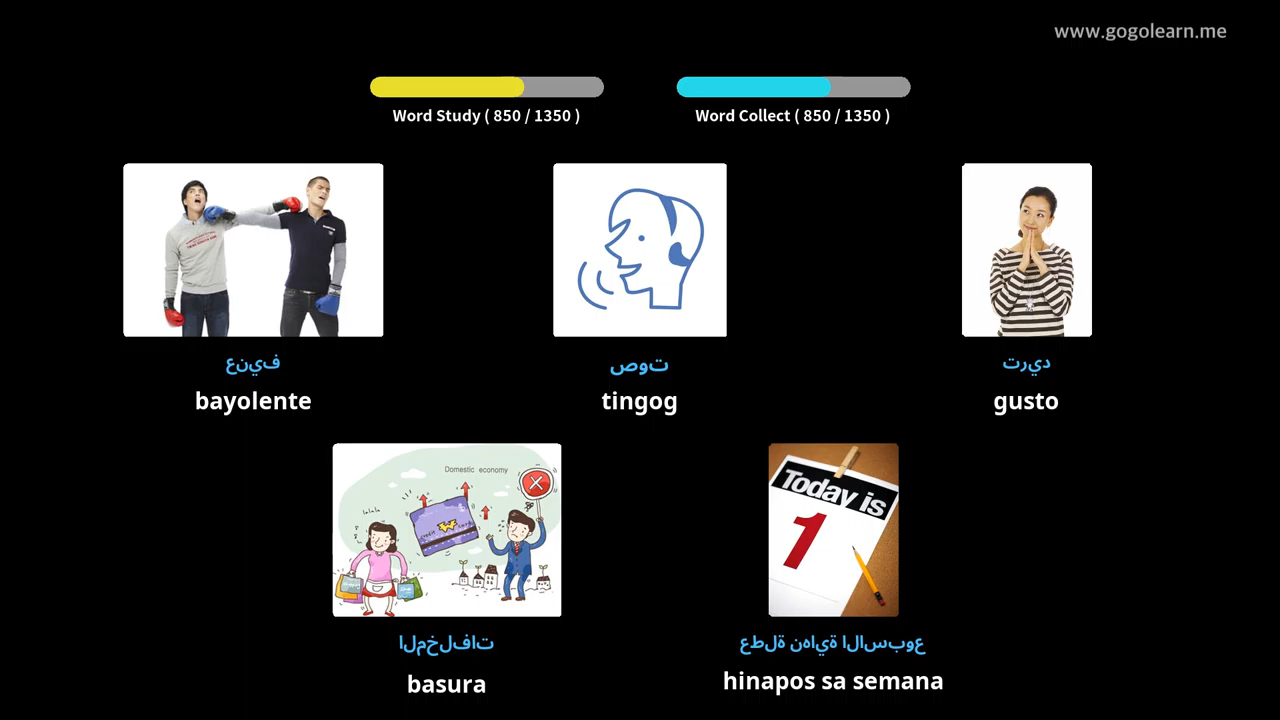 www.gogolearn.me
Word Study ( 850 / 1350 )
Word Collect ( 850 / 1350 )
عنيف
bayolente
صوت
tingog
تريد
gusto
Domestic economy
lalala
المخلفات
basura
Today is
1
عطلة نهاية الاسبوع
hinapos sa semana